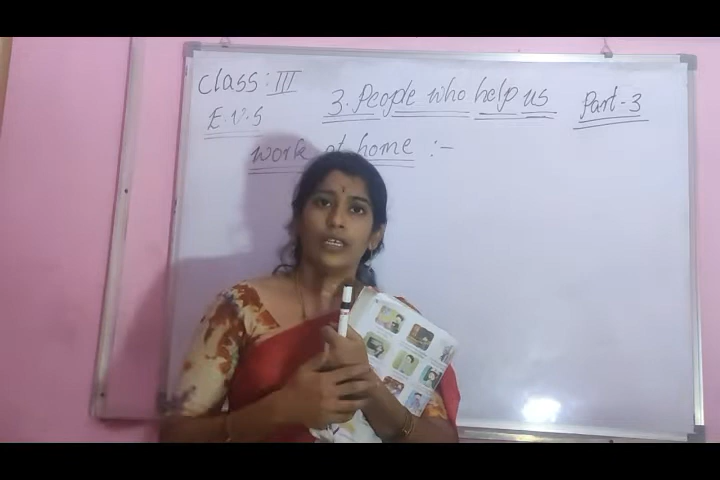 Class: III
3. People who help us
Part-3
E.V.S
work at home :-